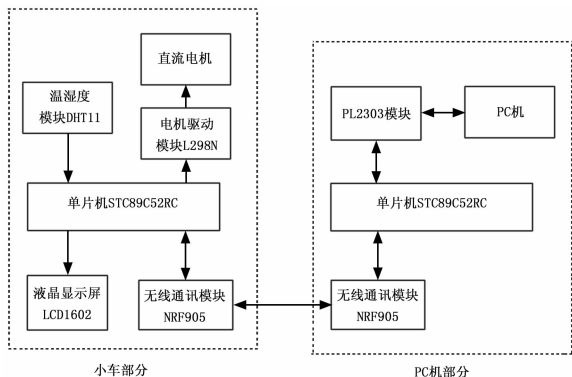 直流电机
温湿度
模块DHT11
电机驱动
模块L298N
单片机STC89C52RC
液晶显示屏
LCD1602
无线通讯模块
NRF905
小车部分
PL2303模块
PC机
单片机STC89C52RC
无线通讯模块
NRF905
PC机部分